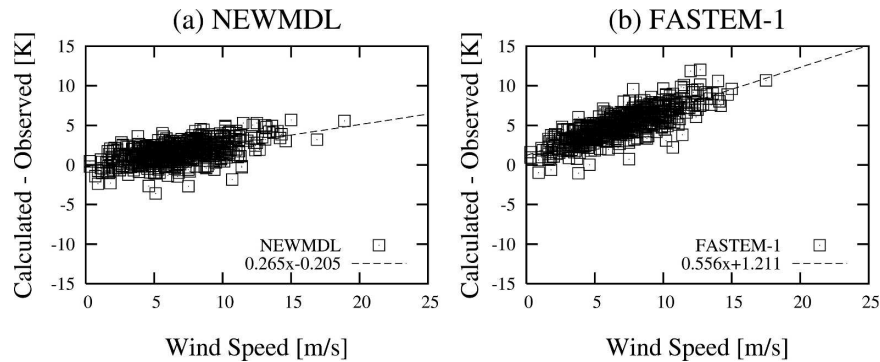 (a) NEWMDL
Calculated - Observed [K]
15
10
5
0
-5
-10
-15
NEWMDL
0.265x-0.205
0 5 10 15 20 25
Wind Speed [m/s]
(b) FASTEM-1
Calculated - Observed [K]
15
10
5
0
-5
-10
-15
FASTEM-1
0.556x+1.211
0 5 10 15 20 25
Wind Speed [m/s]